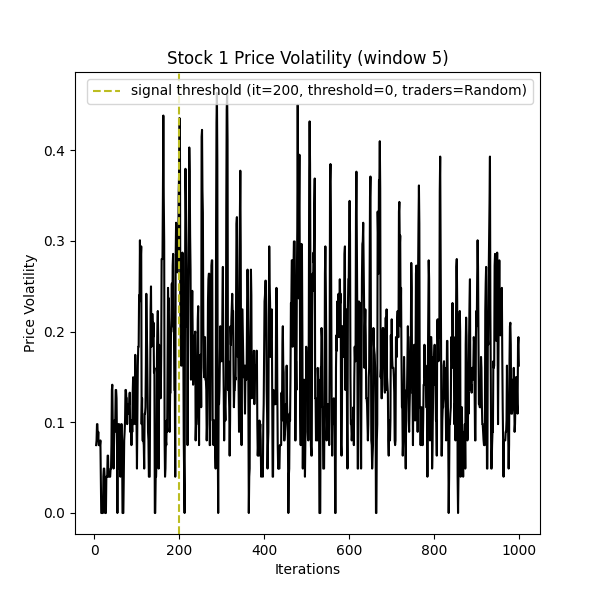 Stock 1 Price Volatility (window 5)
signal threshold (it=200, threshold=0, traders=Random)
0.4
0.3
0.2
0.1
0.0
Price Volatility
0
200
400
600
800
1000
Iterations